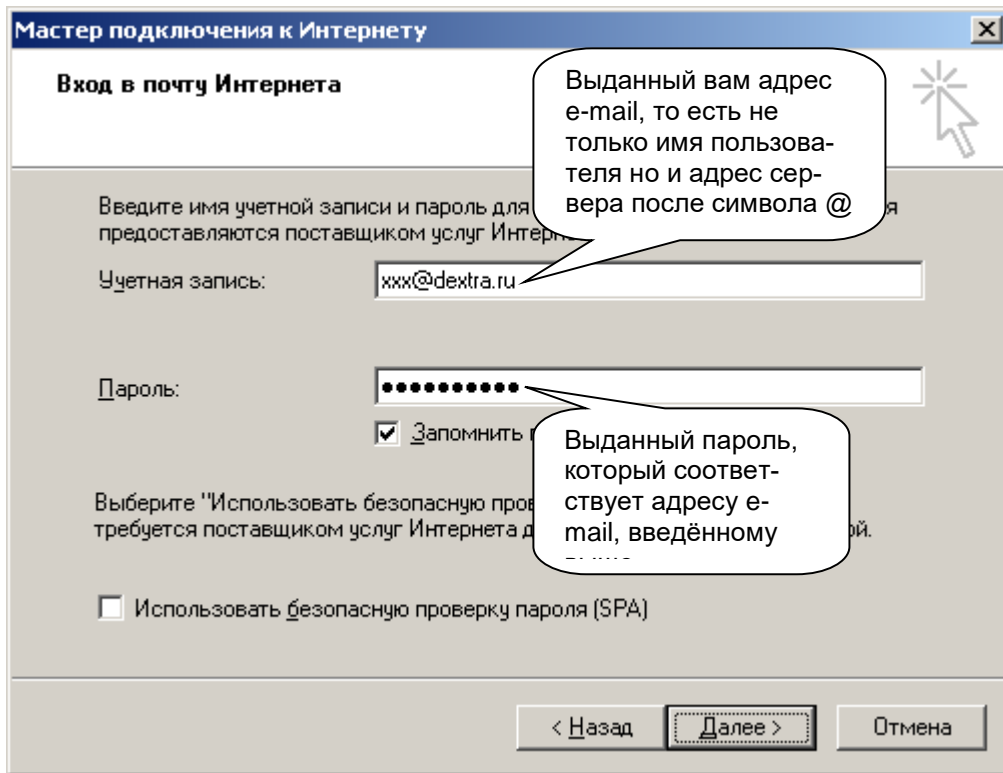 Мастер подключения к Интернету
Вход в почту Интернета
Выданный вам адрес
e-mail, то есть не
только имя пользова-
теля но и адрес сер-
вера после символа @
Введите имя учетной записи и пароль для
предоставляются поставщиком услуг
Учетная запись:
xxx@dextra.ru
Пароль:
●●●●●●●●●●
Запомнить
Выданный пароль,
который соответ-
ствует адресу e-
mail, введённому
Выберите "Использовать безопасную
требуется поставщиком услуг Интернета
Использовать безопасную проверку пароля (SPA)
< Назад
Далее >
Отмена